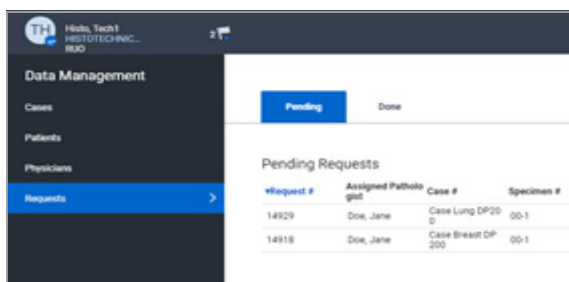 TH
Histo, Tech1
HISTOTECHNIC...
RUO
2
Data Management
Cases
Patients
Physicians
Requests
Pending Done
Pending Requests
▾Request # Assigned Patholo Case # Specimen #
gist
14929 Doe, Jane Case Lung DP20 00-1
0
14918 Doe, Jane Case Breast DP 00-1
200